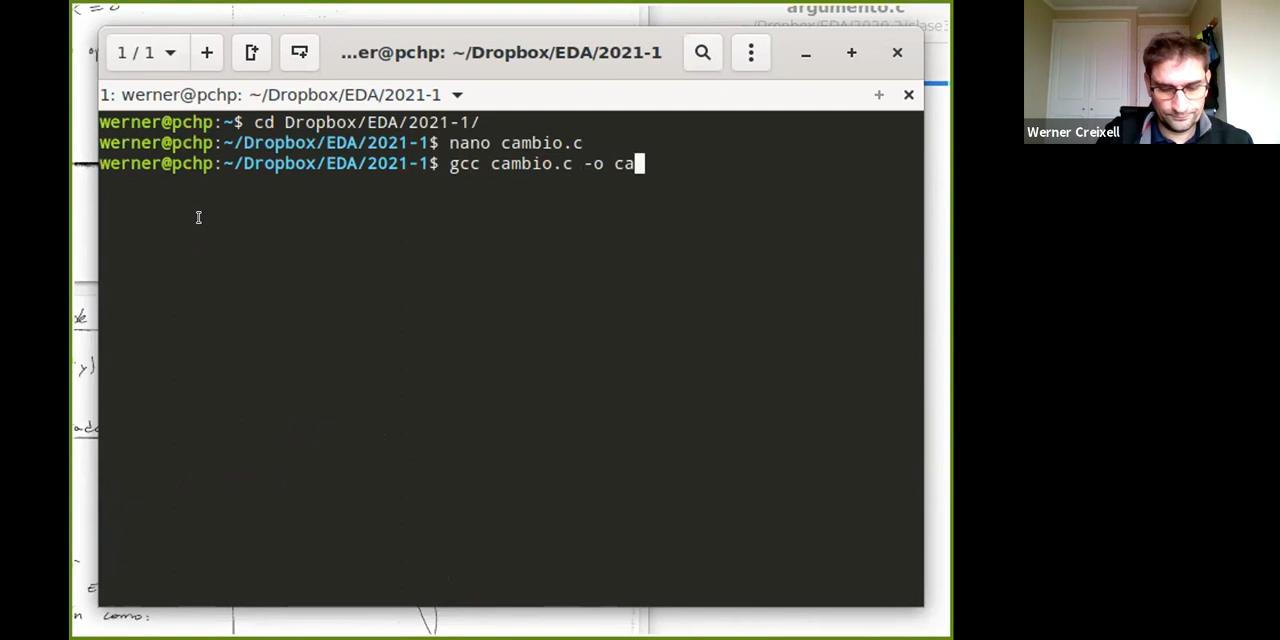 argumento.c
1 / 1
...er@pchp: ~/Dropbox/EDA/2021-1
1: werner@pchp: ~/Dropbox/EDA/2021-1
werner@pchp:~$ cd Dropbox/EDA/2021-1/
werner@pchp:~/Dropbox/EDA/2021-1$ nano cambio.c
werner@pchp:~/Dropbox/EDA/2021-1$ gcc cambio.c -o ca
Werner Creixell
como: